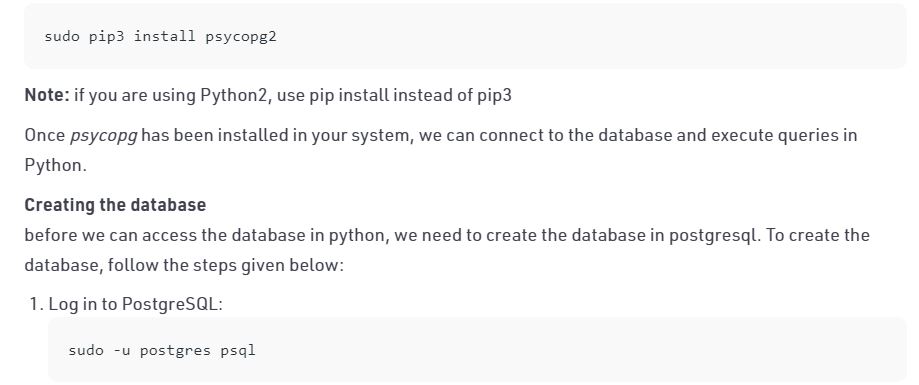 sudo pip3 install psycopg2
Note: if you are using Python2, use pip install instead of pip3
Once psycopg has been installed in your system, we can connect to the database and execute queries in
Python.
Creating the database
before we can access the database in python, we need to create the database in postgresql. To create the
database, follow the steps given below:
1. Log in to PostgreSQL:
sudo -u postgres psql